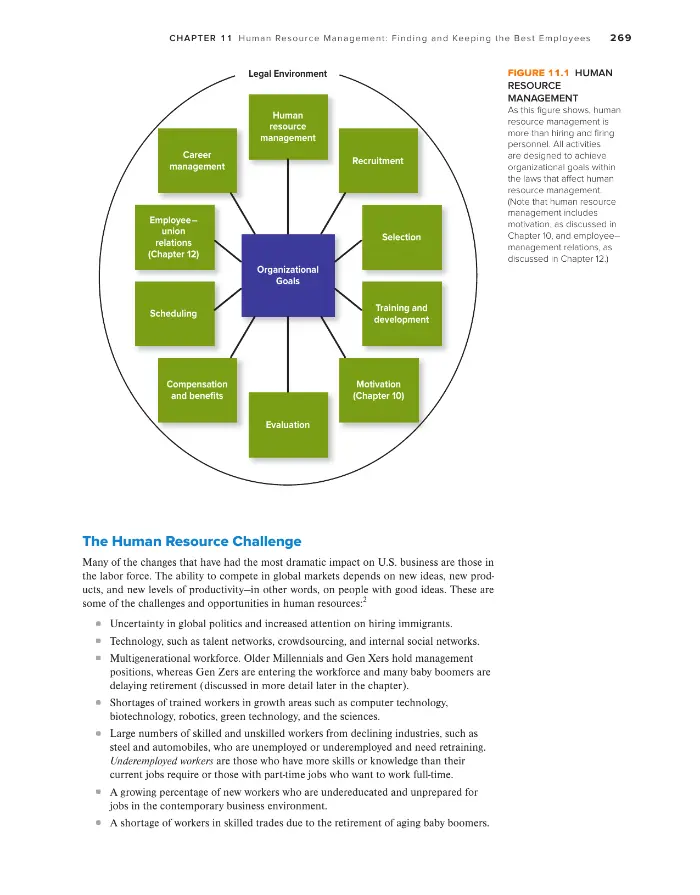 CHAPTER 11 Human Resource Management: Finding and Keeping the Best Employees 269
Legal Environment
Human
resource
management
Recruitment
Selection
Training and
development
Motivation
(Chapter 10)
Evaluation
Compensation
and benefits
Scheduling
Employee–
union
relations
(Chapter 12)
Career
management
Organizational
Goals
FIGURE 11.1 HUMAN
RESOURCE
MANAGEMENT
As this figure shows, human
resource management is
more than hiring and firing
personnel. All activities
are designed to achieve
organizational goals within
the laws that affect human
resource management.
(Note that human resource
management includes
motivation, as discussed in
Chapter 10, and employee–
management relations, as
discussed in Chapter 12.)
The Human Resource Challenge
Many of the changes that have had the most dramatic impact on U.S. business are those in
the labor force. The ability to compete in global markets depends on new ideas, new prod-
ucts, and new levels of productivity—in other words, on people with good ideas. These are
some of the challenges and opportunities in human resources:2
Uncertainty in global politics and increased attention on hiring immigrants.
Technology, such as talent networks, crowdsourcing, and internal social networks.
Multigenerational workforce. Older Millennials and Gen Xers hold management
positions, whereas Gen Zers are entering the workforce and many baby boomers are
delaying retirement (discussed in more detail later in the chapter).
Shortages of trained workers in growth areas such as computer technology,
biotechnology, robotics, green technology, and the sciences.
Large numbers of skilled and unskilled workers from declining industries, such as
steel and automobiles, who are unemployed or underemployed and need retraining.
Underemployed workers are those who have more skills or knowledge than their
current jobs require or those with part-time jobs who want to work full-time.
A growing percentage of new workers who are undereducated and unprepared for
jobs in the contemporary business environment.
A shortage of workers in skilled trades due to the retirement of aging baby boomers.